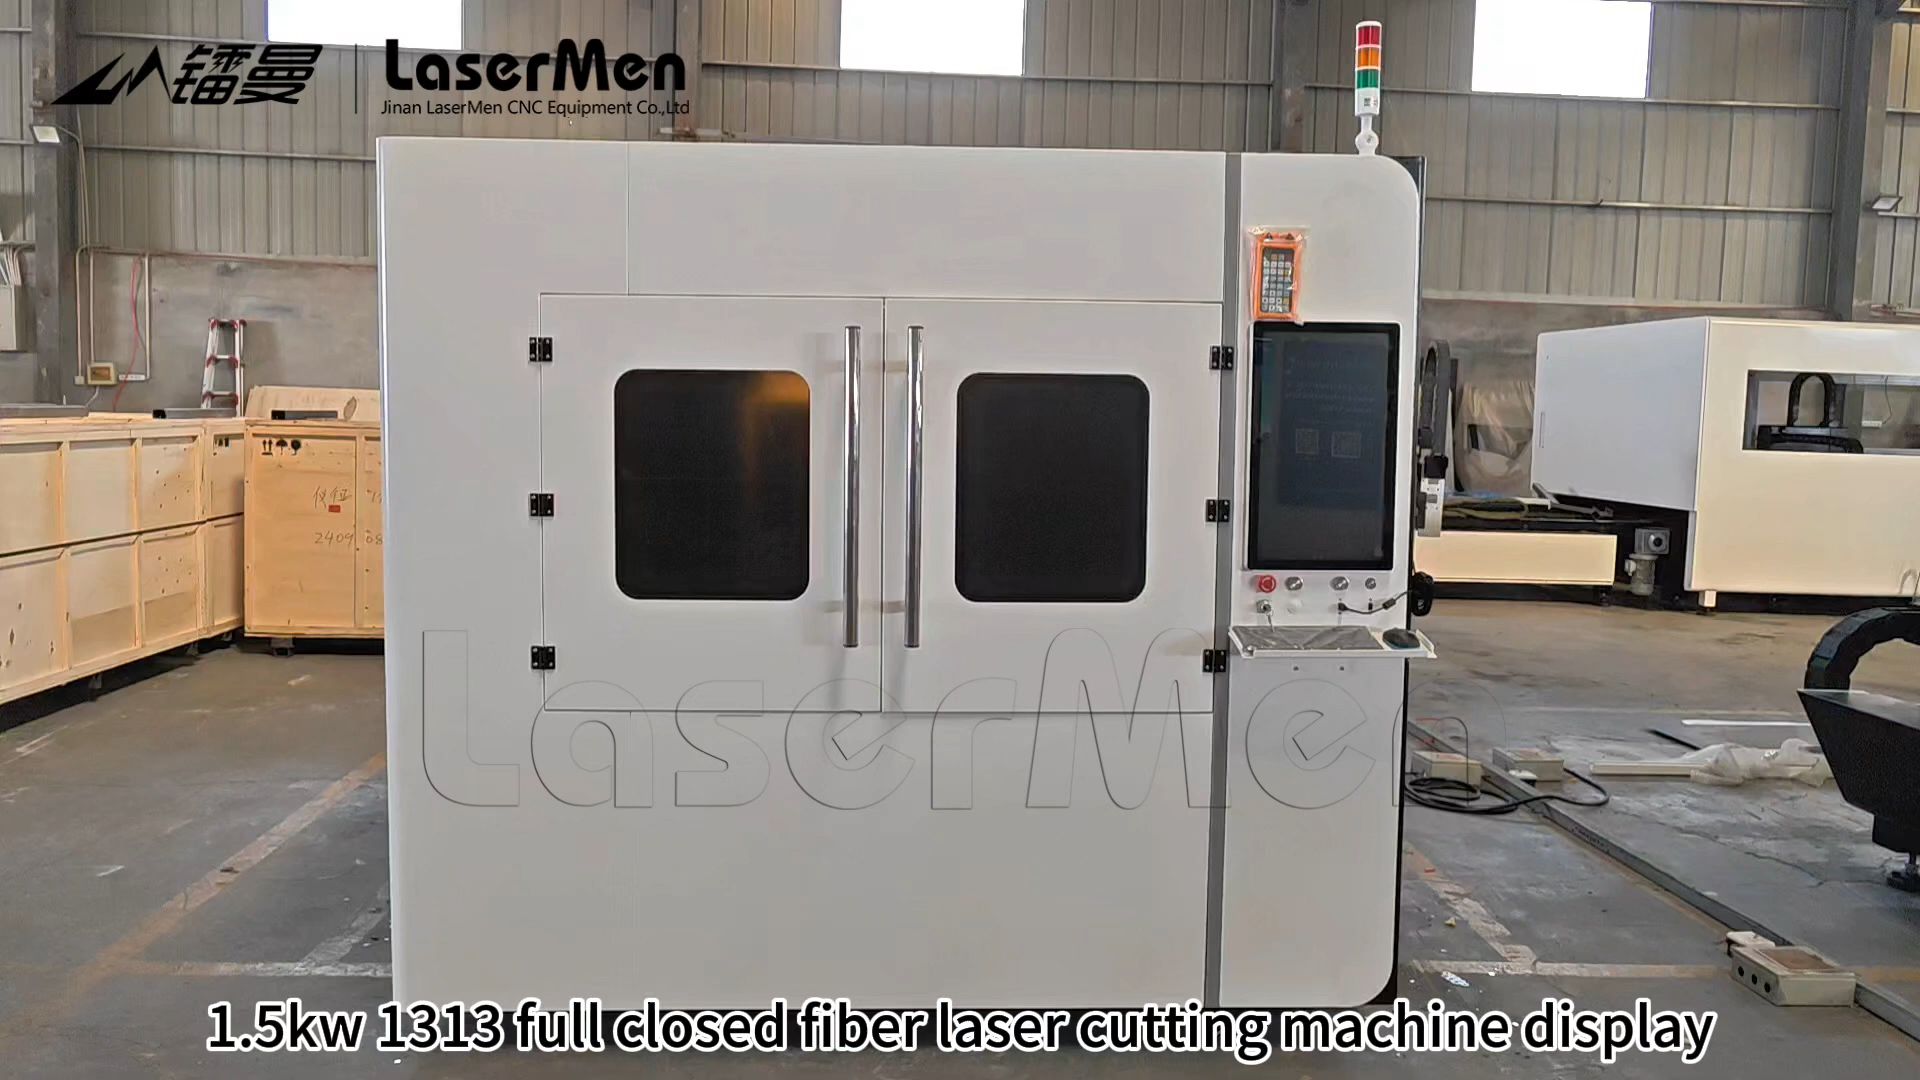 镭曼
LaserMen
Jinan LaserMen CNC Equipment Co.,Ltd
2409
LaserMen
1.5kw 1313 full closed fiber laser cutting machine display